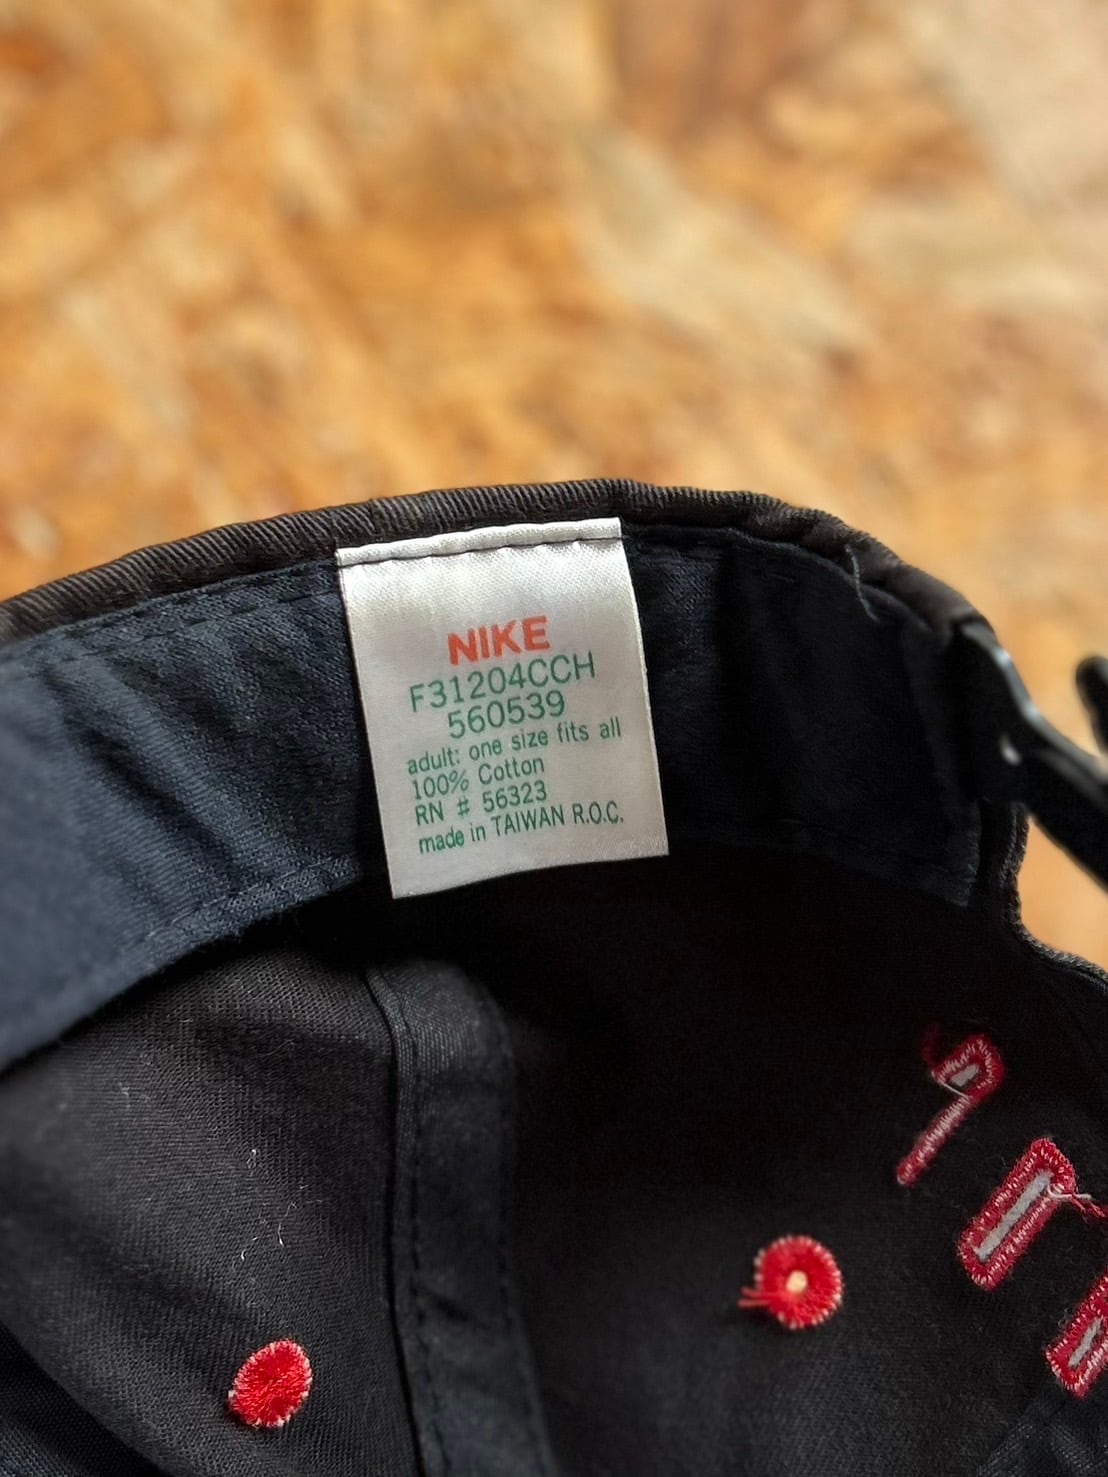 NIKE
F31204CCH
560539
adult: one size fits all
100% Cotton
RN # 56323
made in TAIWAN R.O.C.